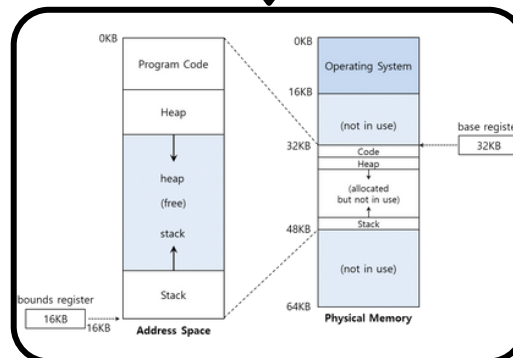 0KB
Program Code
Heap
heap
(free)
stack
Stack
bounds register
16KB
16KB
Address Space
0KB
Operating System
16KB
(not in use)
32KB
Code
Heap
(allocated
but not in use)
Stack
48KB
(not in use)
64KB
Physical Memory
base regist
32KB